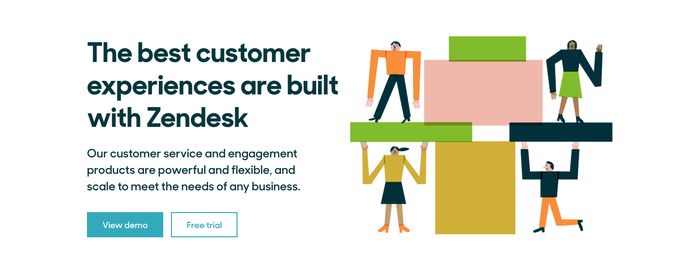 The best customer
experiences are built
with Zendesk
Our customer service and engagement
products are powerful and flexible, and
scale to meet the needs of any business.
View demo
Free trial